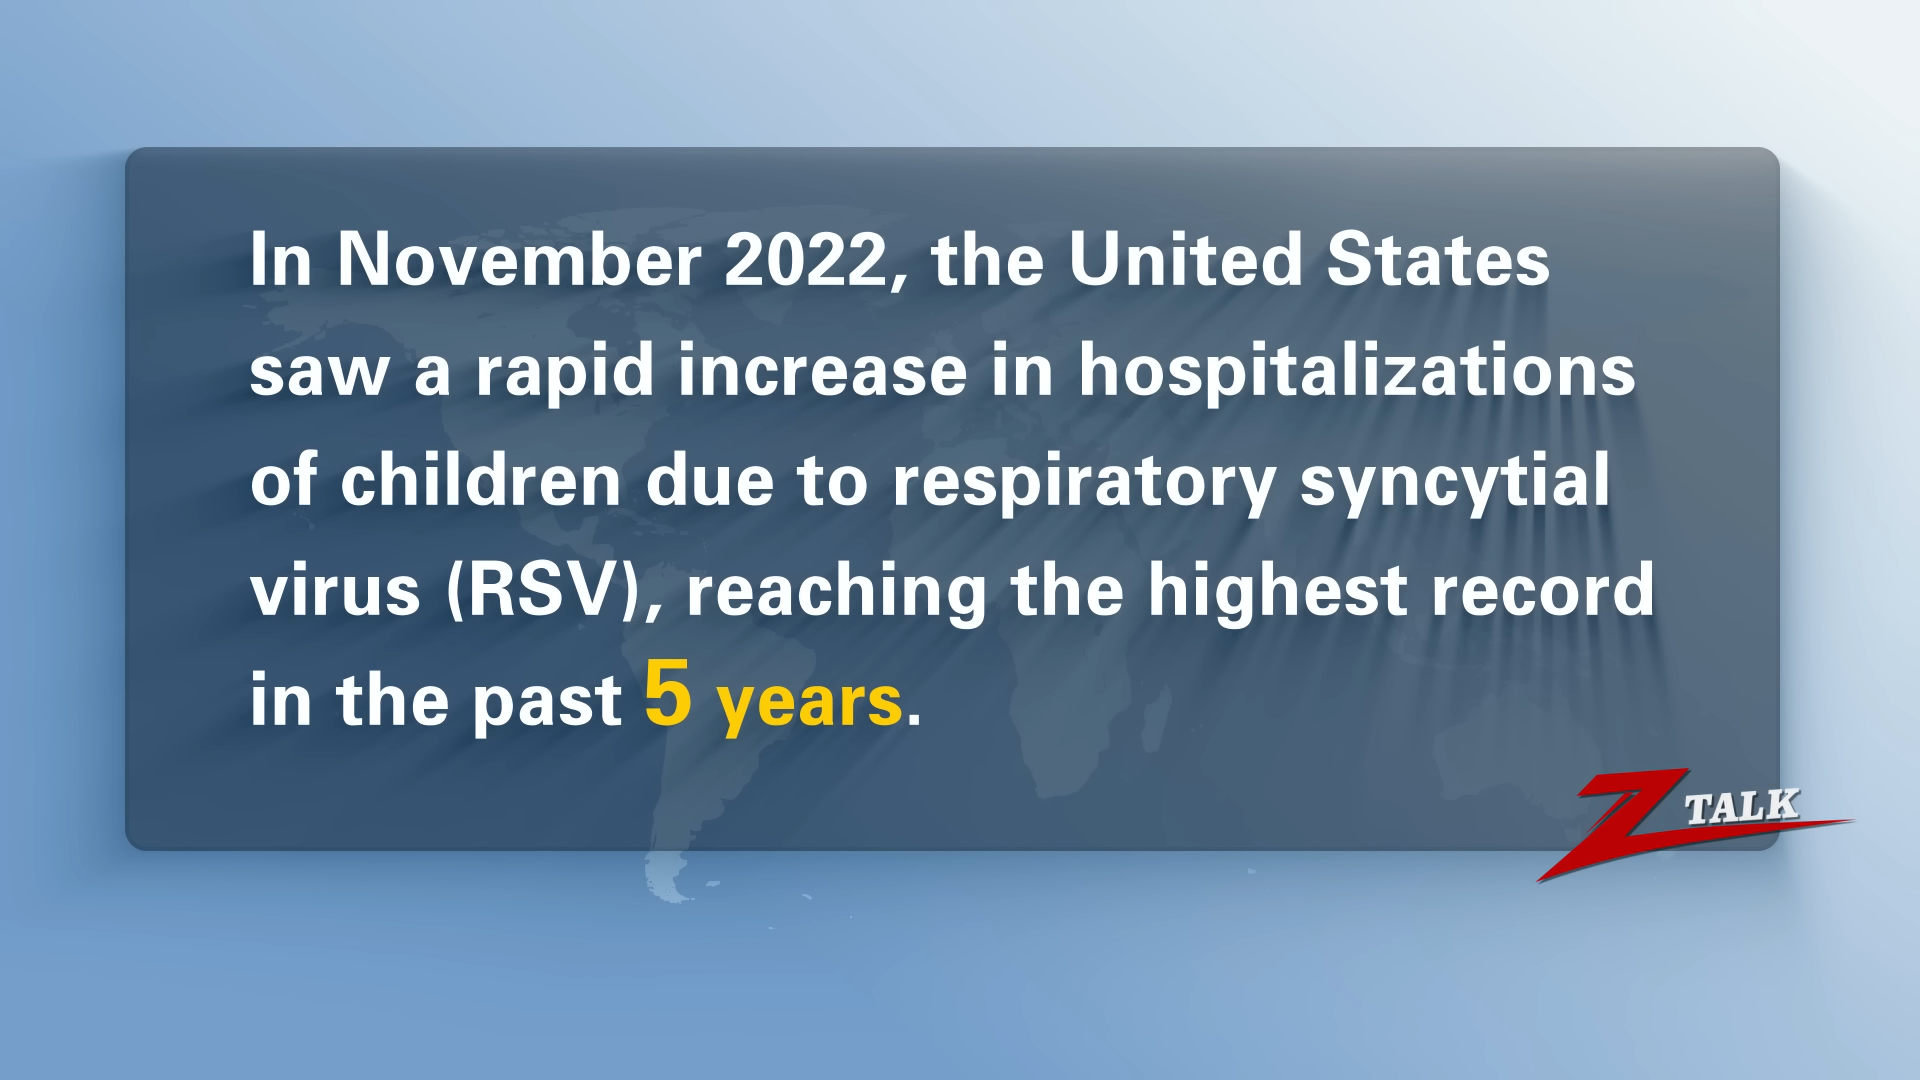 In November 2022, the United States
saw a rapid increase in hospitalizations
of children due to respiratory syncytial
virus (RSV), reaching the highest record
in the past 5 years.
Z TALK